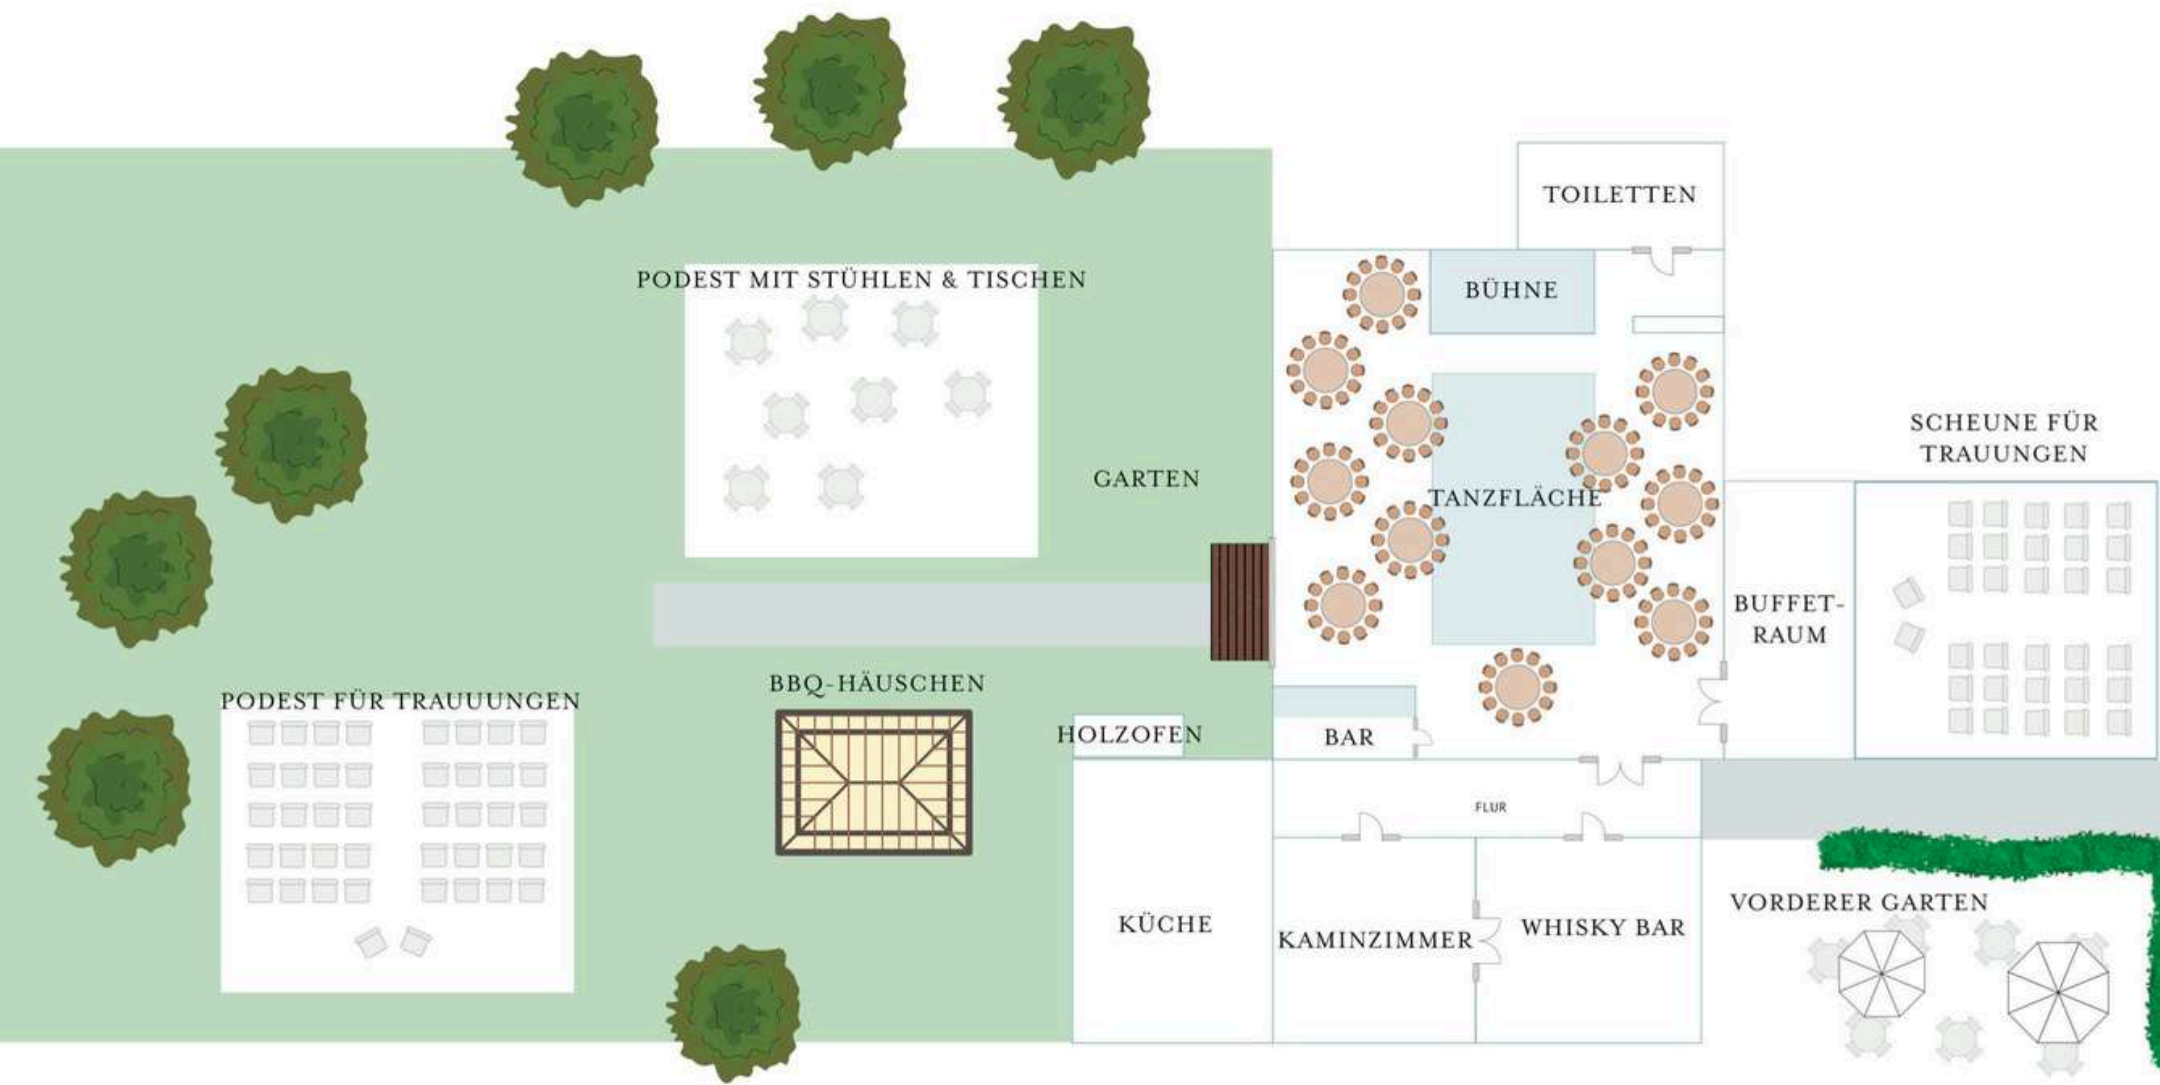 TOILETTEN
PODEST MIT STÜHLEN & TISCHEN
BÜHNE
SCHEUNE FÜR
TRAUUNGEN
GARTEN
TANZFLÄCHE
BUFFET-
RAUM
BBQ-HÄUSCHEN
PODEST FÜR TRAUUUNGEN
HOLZOFEN
BAR
FLUR
VORDERER GARTEN
KÜCHE
KAMINZIMMER
WHISKY BAR